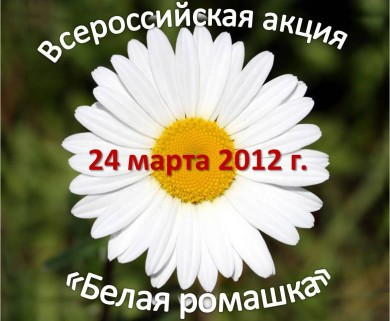 Всероссийская акция
24 марта 2012 г.
«Белая ромашка»